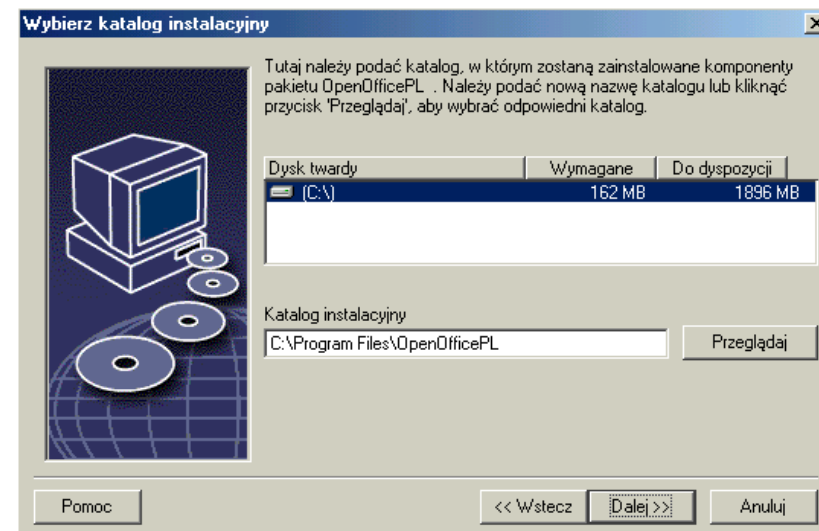 Wybierz katalog instalacyjny
Tutaj należy podać katalog, w którym zostaną zainstalowane komponenty
pakietu OpenOfficePL . Należy podać nową nazwę katalogu lub kliknąć
przycisk 'Przeglądaj', aby wybrać odpowiedni katalog.
Dysk twardy Wymagane Do dyspozycji
(C:\) 162 MB 1896 MB
Katalog instalacyjny
C:\Program Files\OpenOfficePL Przeglądaj
Pomoc << Wstecz Dalej >> Anuluj